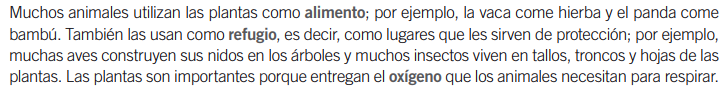 Muchos animales utilizan las plantas como alimento; por ejemplo, la vaca come hierba y el panda come
bambú. También las usan como refugio, es decir, como lugares que les sirven de protección; por ejemplo,
muchas aves construyen sus nidos en los árboles y muchos insectos viven en tallos, troncos y hojas de las
plantas. Las plantas son importantes porque entregan el oxígeno que los animales necesitan para respirar.